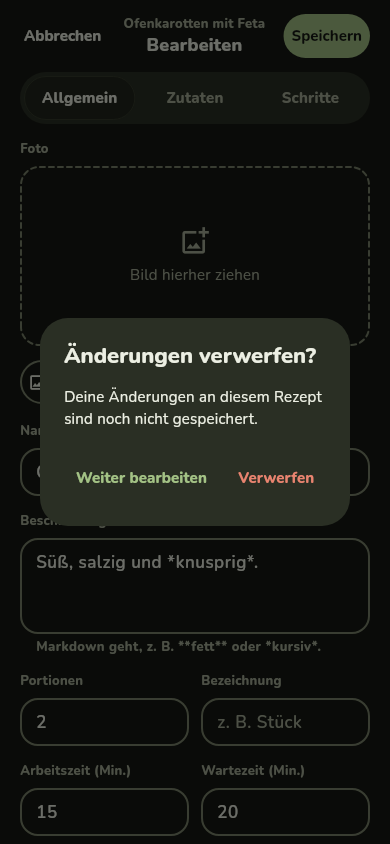 Abbrechen
Ofenkarotten mit Feta
Bearbeiten
Speichern
Allgemein
Zutaten
Schritte
Foto
Bild hierher ziehen
Änderungen verwerfen?
Deine Änderungen an diesem Rezept
sind noch nicht gespeichert.
Weiter bearbeiten
Verwerfen
Süß, salzig und *knusprig*.
Markdown geht, z. B. **fett** oder *kursiv*.
Portionen
Bezeichnung
2
z. B. Stück
Arbeitszeit (Min.)
Wartezeit (Min.)
15
20